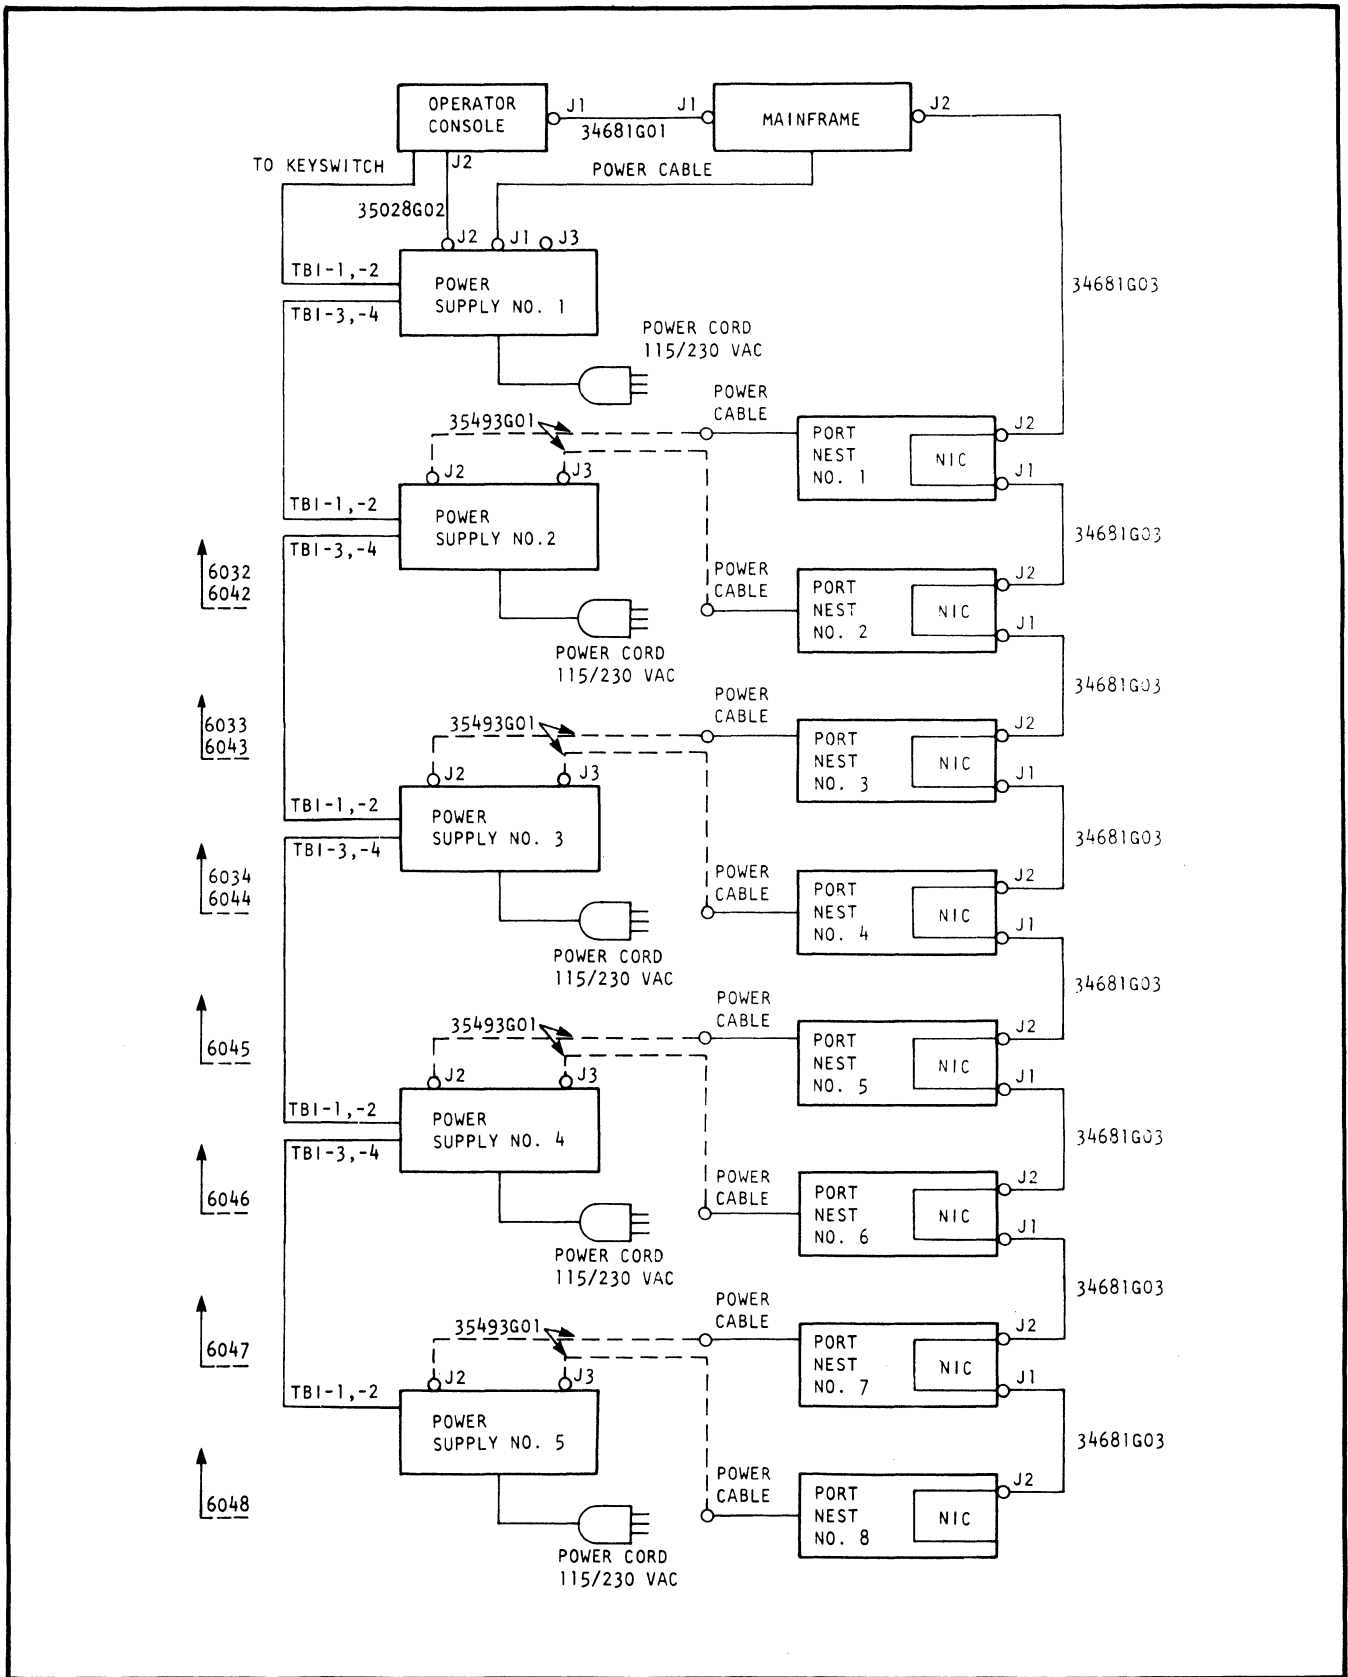 OPERATOR
CONSOLE
J1
34681G01
J1
MAINFRAME
J2
TO KEYSWITCH
J2
POWER CABLE
35028G02
J2
J1
J3
TBI-1,-2
POWER
SUPPLY NO. 1
TBI-3,-4
34681G03
POWER CORD
115/230 VAC
POWER
CABLE
35493G01
J2
J3
PORT
NEST
NO. 1
NIC
J2
J1
TBI-1,-2
POWER
SUPPLY NO.2
TBI-3,-4
34681G03
6032
6042
POWER
CABLE
PORT
NEST
NO. 2
NIC
J2
J1
POWER CORD
115/230 VAC
34681G03
6033
6043
POWER
CABLE
35493G01
J2
J3
PORT
NEST
NO. 3
NIC
J2
J1
TBI-1,-2
POWER
SUPPLY NO. 3
TBI-3,-4
34681G03
6034
6044
POWER
CABLE
PORT
NEST
NO. 4
NIC
J2
J1
POWER CORD
115/230 VAC
34681G03
6045
POWER
CABLE
35493G01
J2
J3
PORT
NEST
NO. 5
NIC
J2
J1
TBI-1,-2
POWER
SUPPLY NO. 4
TBI-3,-4
34681G03
6046
POWER
CABLE
PORT
NEST
NO. 6
NIC
J2
J1
POWER CORD
115/230 VAC
34681G03
6047
POWER
CABLE
35493G01
J2
J3
PORT
NEST
NO. 7
NIC
J2
J1
TBI-1,-2
POWER
SUPPLY NO. 5
34681G03
6048
POWER
CABLE
PORT
NEST
NO. 8
NIC
J2
POWER CORD
115/230 VAC